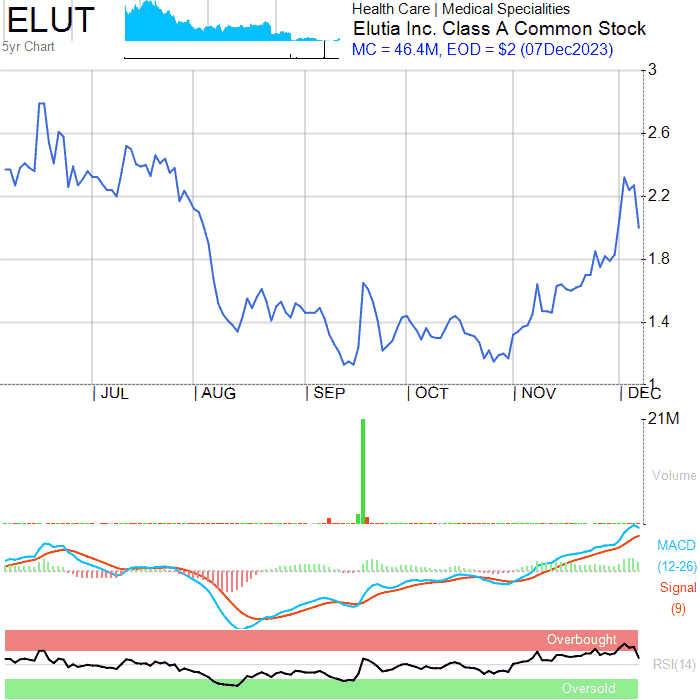 ELUT
5yr Chart
Health Care | Medical Specialities
Elutia Inc. Class A Common Stock
MC = 46.4M, EOD = $2 (07Dec2023)
3
2.6
2.2
1.8
1.4
1
JUL AUG SEP OCT NOV DEC
21M
Volume
MACD
(12-26)
Signal
(9)
Overbought
RSI(14)
Oversold